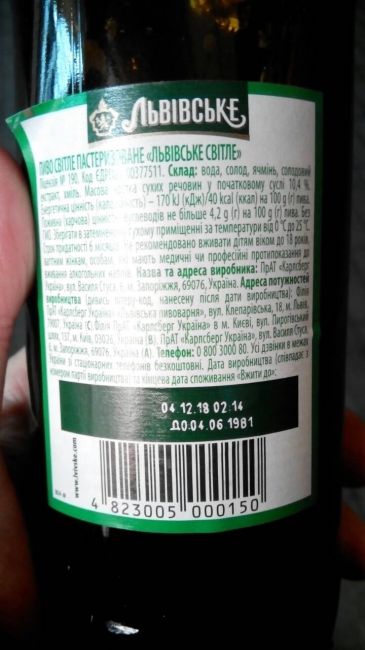 ЛЬВІВСЬКЕ
ПИВО СВІТЛЕ ПАСТЕРИЗОВАНЕ «ЛЬВІВСЬКЕ СВІТЛЕ»
Ліцензія № 190. Код ЄДРПОУ 00377511. Склад: вода, солод, ячмінь, солодовий
екстракт, хміль. Масова частка сухих речовин у початковому суслі 10,4 %.
Енергетична цінність (калорійність) – 170 кJ (кДж)/40 kcal (ккал) на 100 g (г) пива.
Поживна (харчова) цінність: вуглеводів не більше 4,2 g (г) на 100 g (г) пива. Без
ГМО. Зберігати в затемненому сухому приміщенні за температури від 0 °C до 25 °C.
Строк придатності 6 місяців. Не рекомендовано вживати дітям віком до 18 років,
вагітним жінкам, особам, які мають медичні чи професійні протипоказання до
вживання алкогольних напоїв. Назва та адреса виробника: ПрАТ «Карлсберг
Україна», вул. Василя Стуса, 6, м. Запоріжжя, 69076, Україна. Адреса потужностей
виробництва (дивись літеру-код, нанесену після дати виробництва): філія
ПрАТ «Карлсберг Україна» «Львівська пивоварня», вул. Клепарівська, 18, м. Львів,
79007, Україна (С) Філія ПрАТ «Карлсберг Україна» в м. Києві, вул. Пирогівський
шлях, 137, м. Київ, 03026, Україна (В) ПрАТ «Карлсберг Україна», вул. Василя Стуса,
6, м. Запоріжжя, 69076, Україна (А). Телефон: 0 800 3000 80. Усі дзвінки в межах
України зі стаціонарних телефонів безкоштовні. Дата виробництва (співпадає з
номером партії виробництва) та кінцева дата споживання «Вжити до»:
04 12.18 02:14
ДО:04.06 1981
www.lvivske.com
4 823005 000150